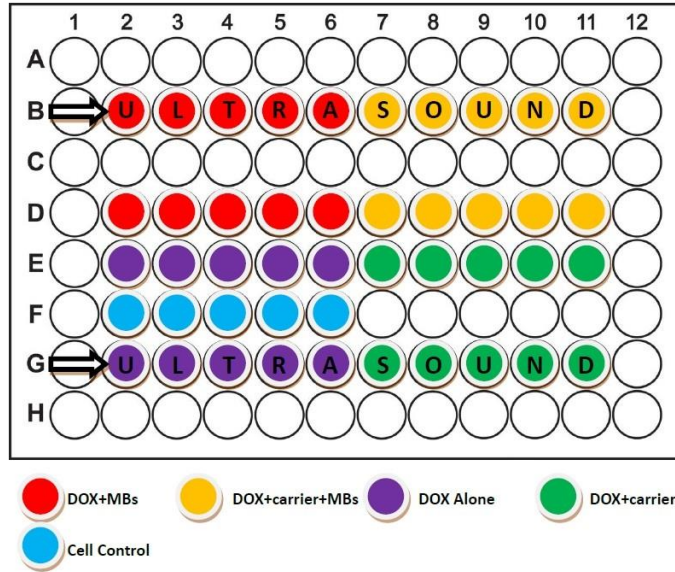 1 2 3 4 5 6 7 8 9 10 11 12
A
B U L T R A S O U N D
C
D
E
F
G U L T R A S O U N D
H
DOX+MBs DOX+carrier+MBs DOX Alone DOX+carrier
Cell Control